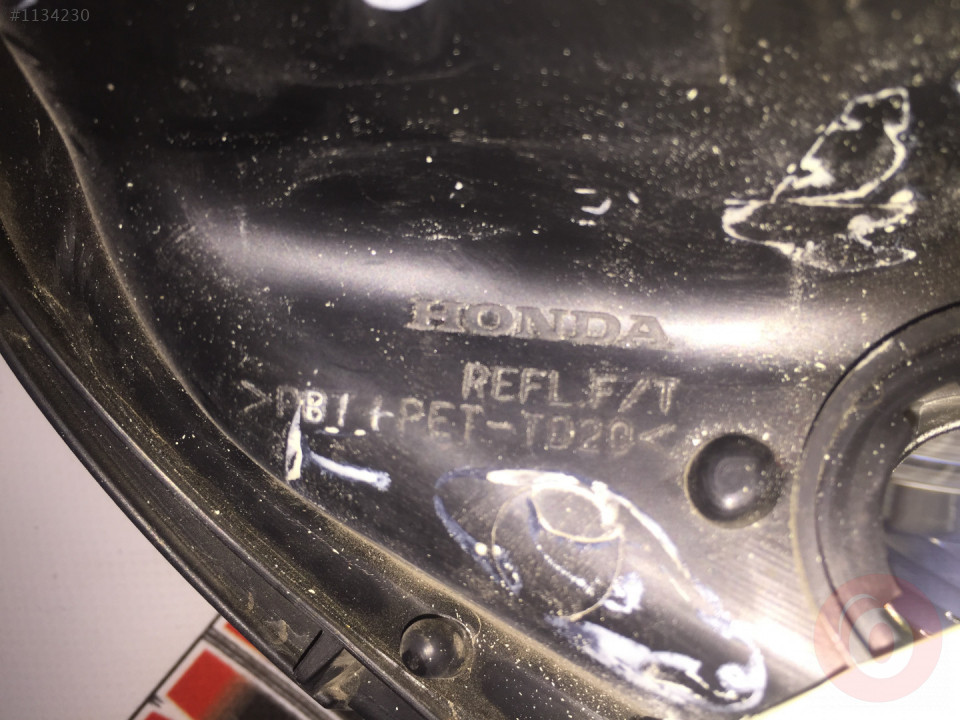 #1134230
HONDA
REFL F/T
>PBT+PET-TD20<